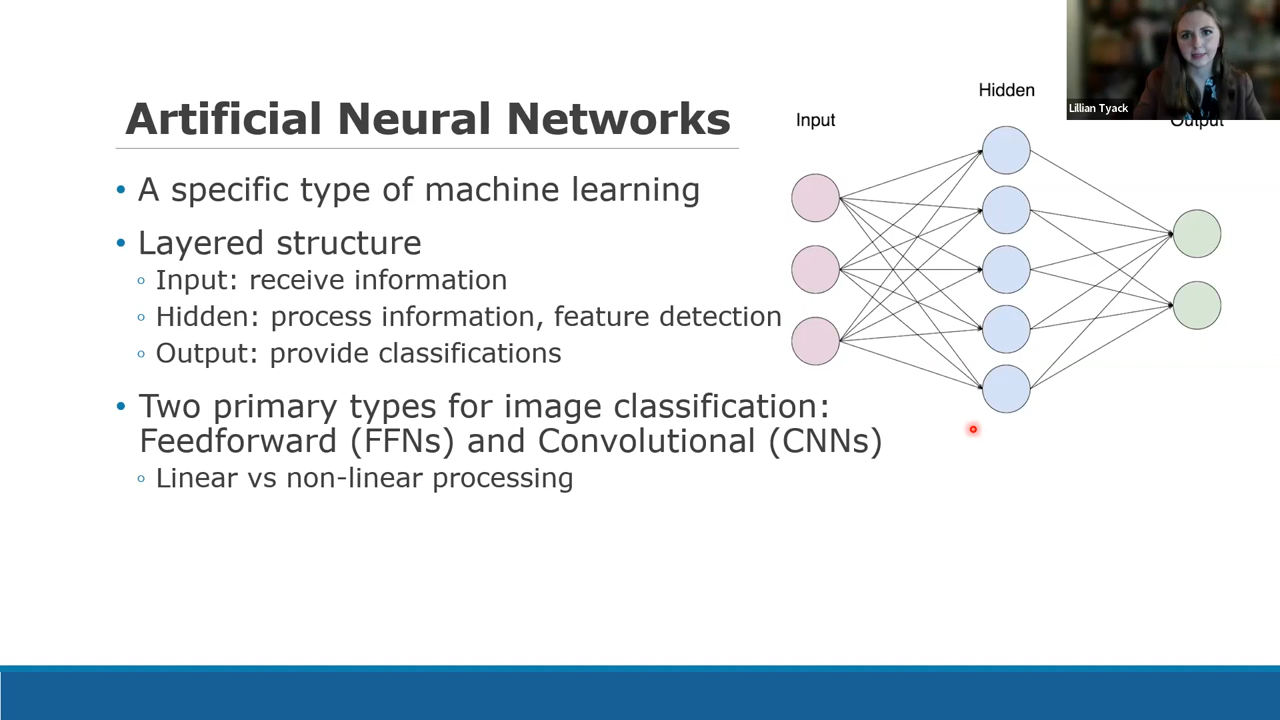 Artificial Neural Networks
• A specific type of machine learning
• Layered structure
◦ Input: receive information
◦ Hidden: process information, feature detection
◦ Output: provide classifications
• Two primary types for image classification:
Feedforward (FFNs) and Convolutional (CNNs)
◦ Linear vs non-linear processing
Input
Hidden
Output
Lillian Tyack